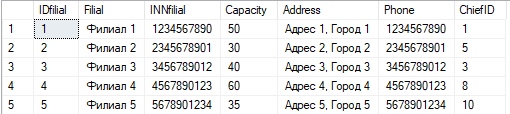 IDfilial Filial INNfilial Capacity Address Phone ChiefID
1 1 Филиал 1 1234567890 50 Адрес 1, Город 1 1234567890 1
2 2 Филиал 2 2345678901 30 Адрес 2, Город 2 2345678901 5
3 3 Филиал 3 3456789012 40 Адрес 3, Город 3 3456789012 3
4 4 Филиал 4 4567890123 60 Адрес 4, Город 4 4567890123 8
5 5 Филиал 5 5678901234 35 Адрес 5, Город 5 5678901234 10